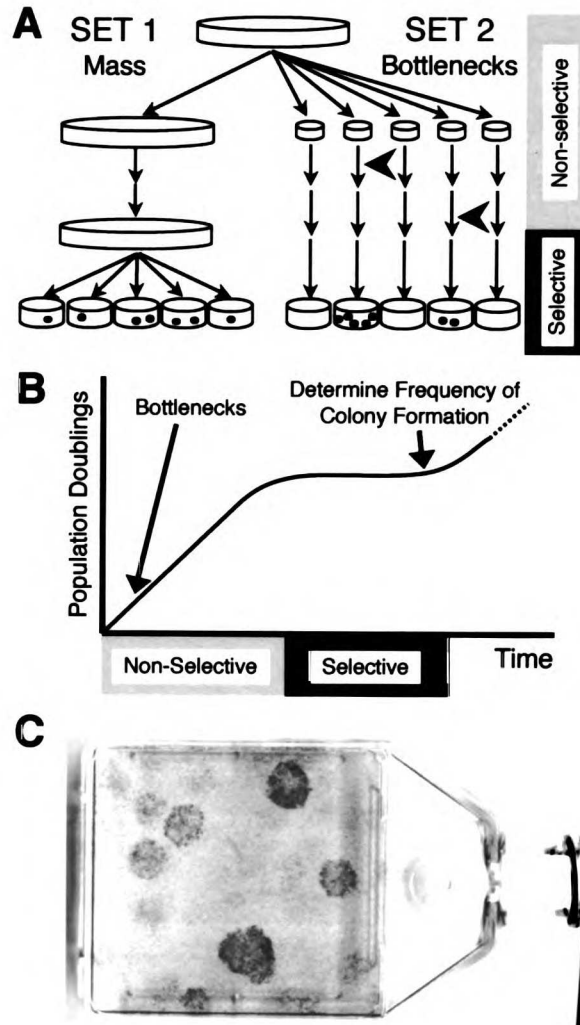 A
SET 1
Mass
SET 2
Bottlenecks
Non-selective
Selective
B
Population Doublings
Bottlenecks
Determine Frequency of
Colony Formation
Non-Selective
Selective
Time
C